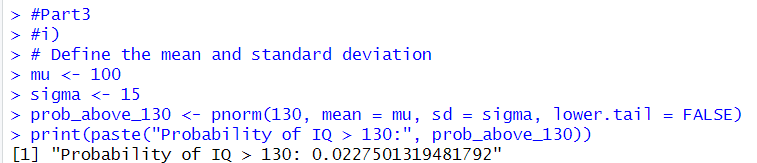 > #Part3
> #i)
> # Define the mean and standard deviation
> mu <- 100
> sigma <- 15
> prob_above_130 <- pnorm(130, mean = mu, sd = sigma, lower.tail = FALSE)
> print(paste("Probability of IQ > 130:", prob_above_130))
[1] "Probability of IQ > 130: 0.0227501319481792"